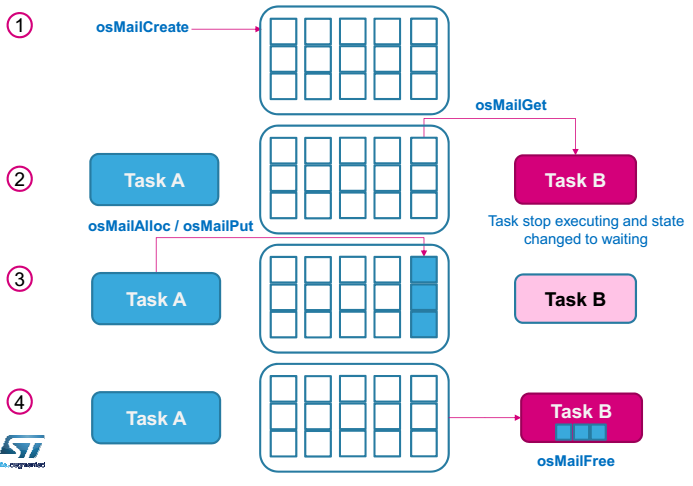 1
osMailCreate
osMailGet
2
Task A
Task B
Task stop executing and state
changed to waiting
osMailAlloc / osMailPut
3
Task A
Task B
4
Task A
Task B
osMailFree
ST
life.augmented